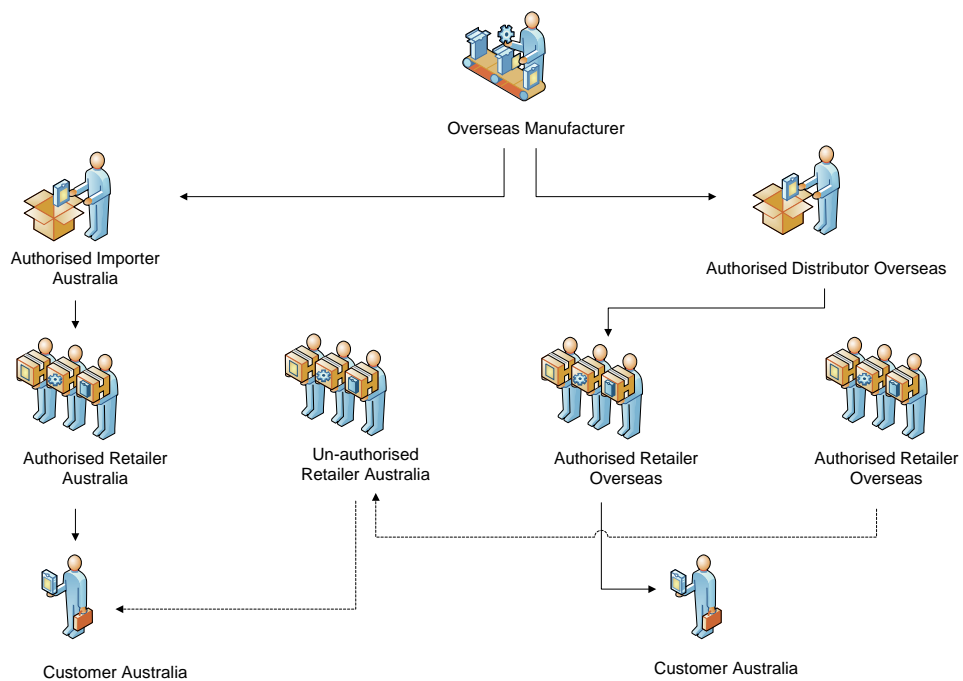 Overseas Manufacturer
Authorised Importer
Australia
Authorised Distributor Overseas
Authorised Retailer
Australia
Un-authorised
Retailer Australia
Authorised Retailer
Overseas
Authorised Retailer
Overseas
Customer Australia
Customer Australia